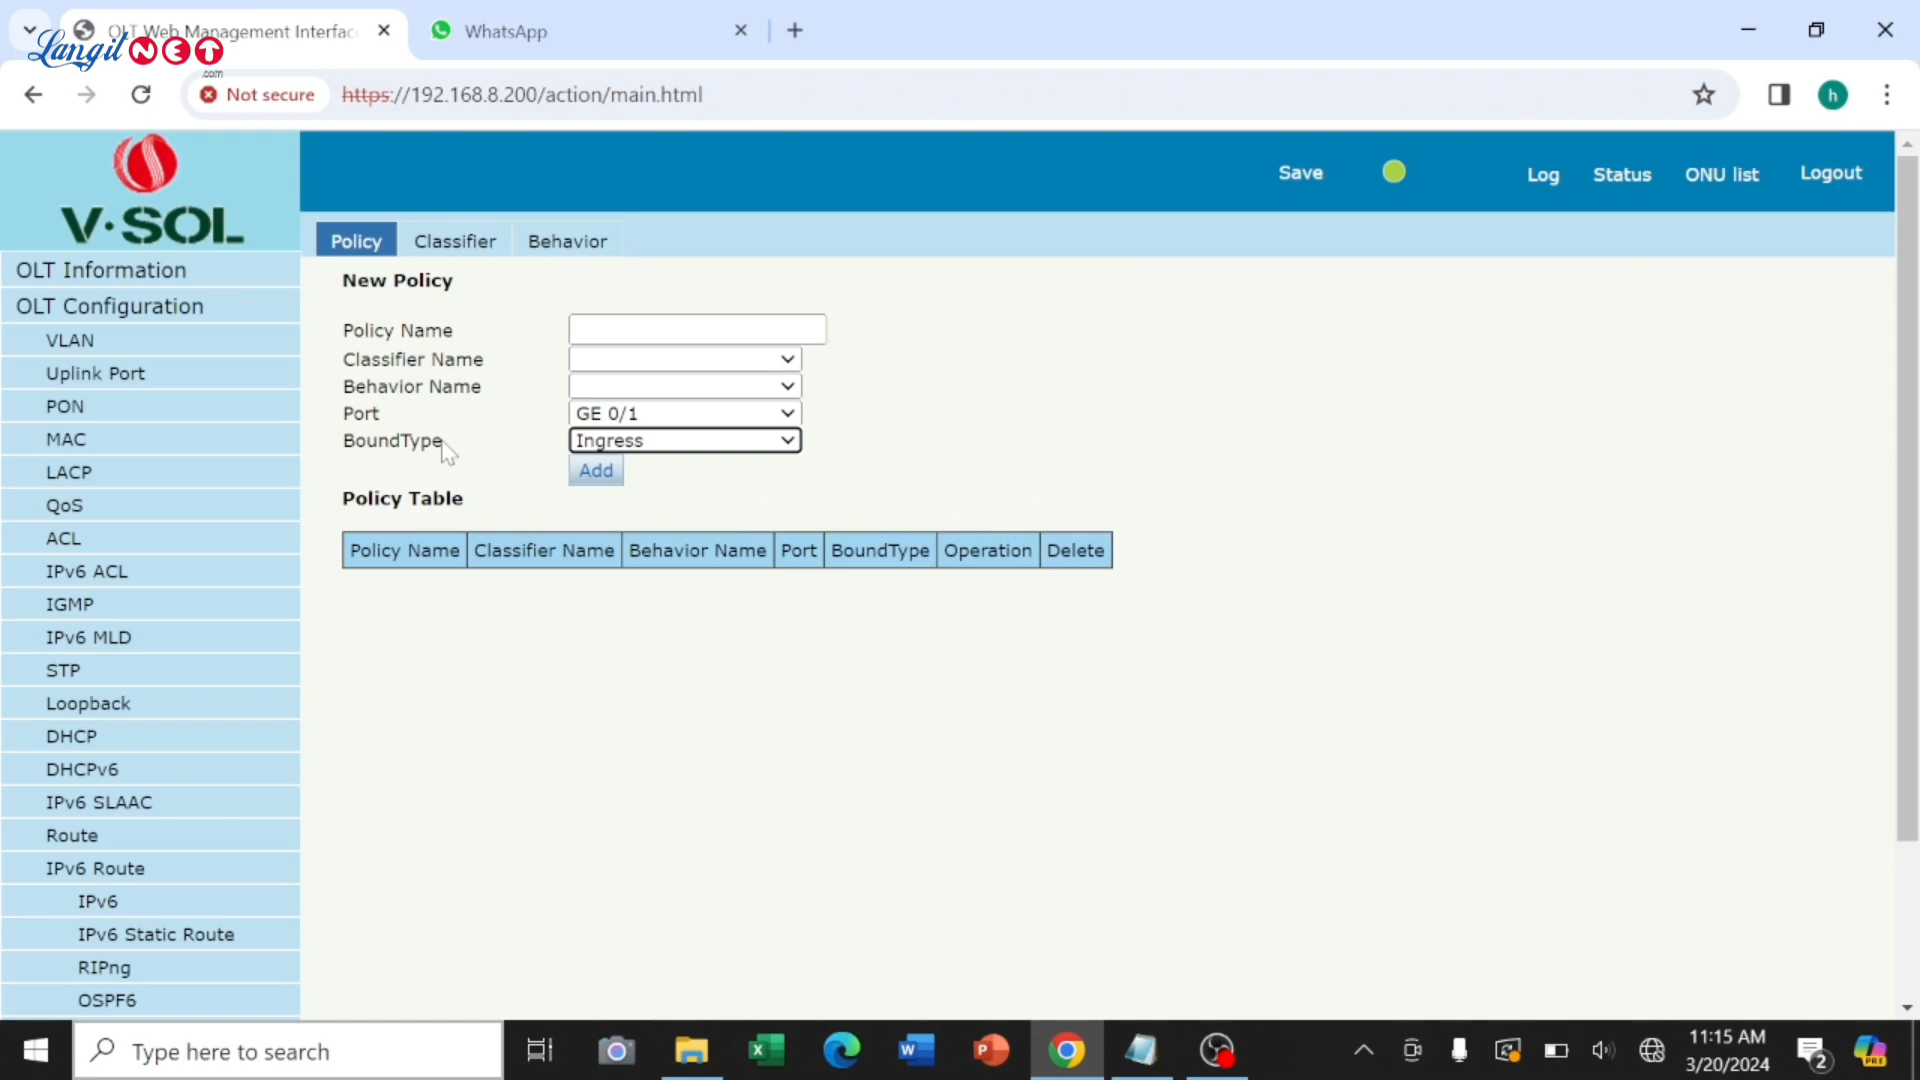 OLT Web Management Interfac
WhatsApp
LangitNET
.com
Not secure
https://192.168.8.200/action/main.html
h
V·SOL
Save
Log
Status
ONU list
Logout
Policy
Classifier
Behavior
OLT Information
OLT Configuration
VLAN
Uplink Port
PON
MAC
LACP
QoS
ACL
IPv6 ACL
IGMP
IPv6 MLD
STP
Loopback
DHCP
DHCPv6
IPv6 SLAAC
Route
IPv6 Route
IPv6
IPv6 Static Route
RIPng
OSPF6
New Policy
Policy Name
Classifier Name
Behavior Name
Port GE 0/1
BoundType Ingress
Add
Policy Table
Policy Name Classifier Name Behavior Name Port BoundType Operation Delete
Type here to search
11:15 AM
3/20/2024
2
PRE